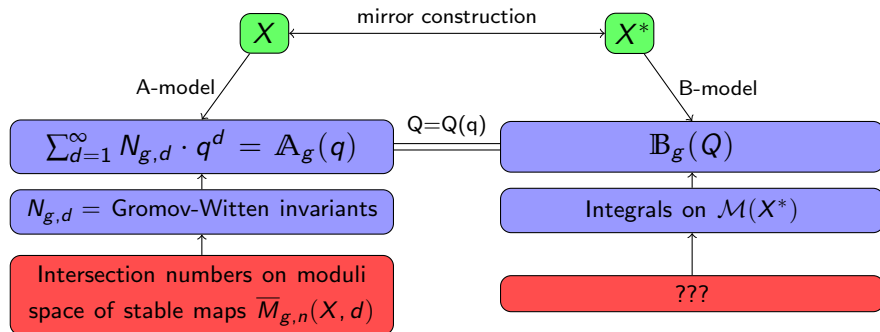 mirror construction
X
X*
A-model
B-model
∑_{d=1}^{∞} N_{g,d} · q^d = 𝔸_g(q)
Q=Q(q)
𝔹_g(Q)
N_{g,d} = Gromov-Witten invariants
Integrals on ℳ(X*)
Intersection numbers on moduli
space of stable maps M̅_{g,n}(X, d)
???